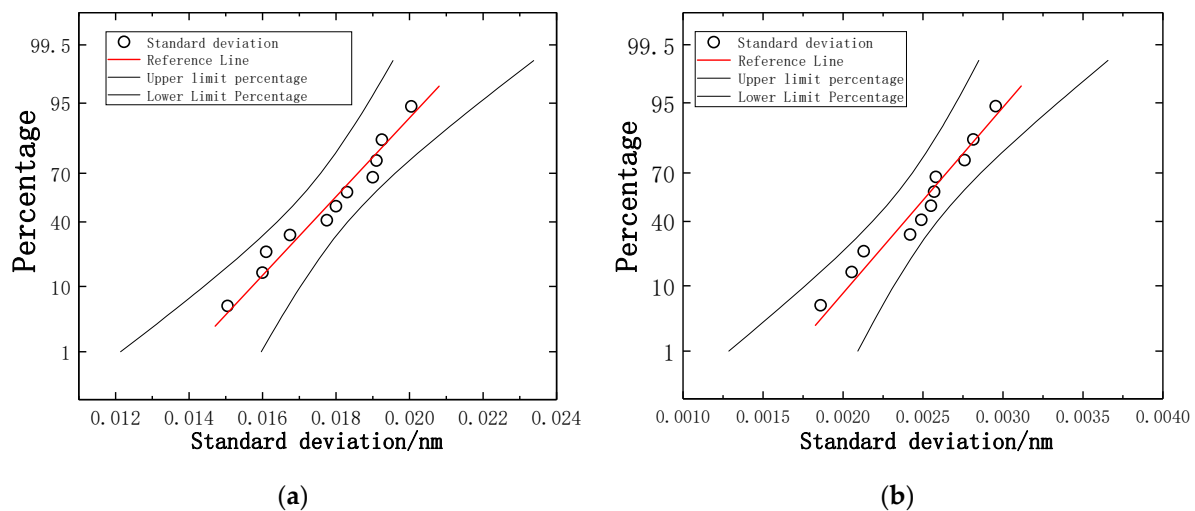 99.5
95
70
40
10
1
Percentage
Standard deviation
Reference Line
Upper limit percentage
Lower Limit Percentage
0.012 0.014 0.016 0.018 0.020 0.022 0.024
Standard deviation/nm
(a)
99.5
95
70
40
10
1
Percentage
Standard deviation
Reference Line
Upper limit percentage
Lower Limit Percentage
0.0010 0.0015 0.0020 0.0025 0.0030 0.0035 0.0040
Standard deviation/nm
(b)